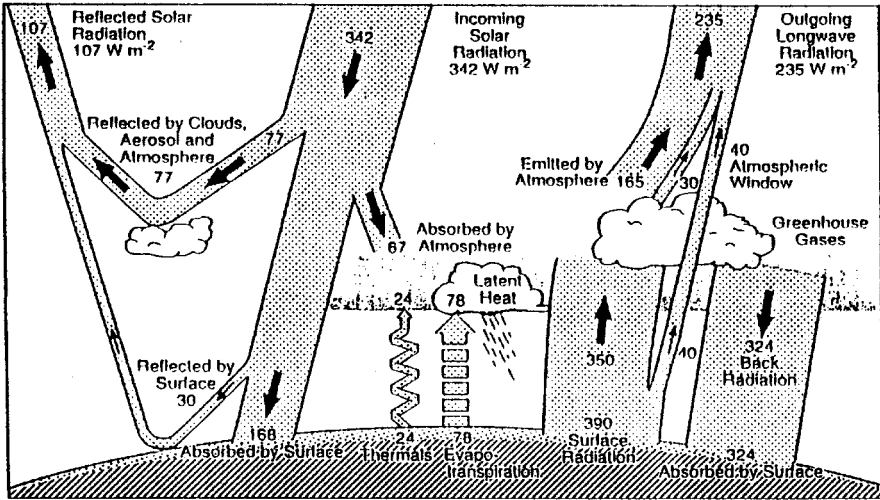 107
Reflected Solar
Radiation
107 W m-2
342
Incoming
Solar
Radiation
342 W m-2
235
Outgoing
Longwave
Radiation
235 W m-2
Reflected by Clouds,
Aerosol and
Atmosphere
77
77
Emitted by
Atmosphere 165
30
40
Atmospheric
Window
67
Absorbed by
Atmosphere
Greenhouse
Gases
24
78
Latent
Heat
350
40
324
Back
Radiation
Reflected by
Surface
30
168
Absorbed by Surface
24
Thermals
78
Evapo-
transpiration
390
Surface
Radiation
324
Absorbed by Surface